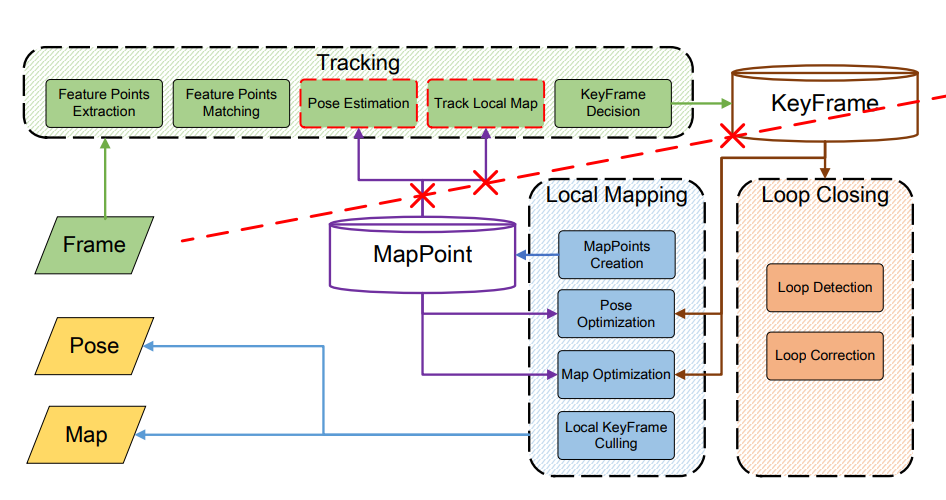 Tracking
Feature Points
Extraction
Feature Points
Matching
Pose Estimation
Track Local Map
KeyFrame
Decision
KeyFrame
Frame
MapPoint
Local Mapping
MapPoints
Creation
Pose
Optimization
Map Optimization
Local KeyFrame
Culling
Loop Closing
Loop Detection
Loop Correction
Pose
Map